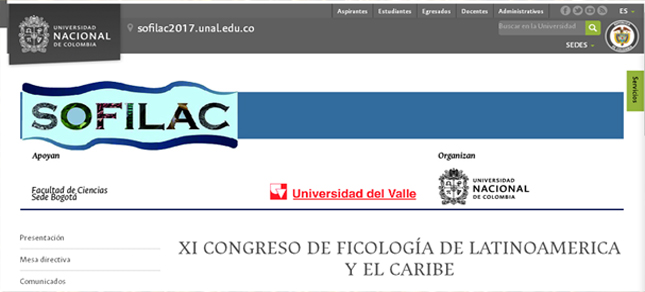 Aspirantes Estudiantes Egresados Docentes Administrativos ES
UNIVERSIDAD
NACIONAL
DE COLOMBIA
sofilac2017.unal.edu.co
Buscar en la Universidad
SEDES
Servicios
SOFILAC
Apoyan
Organizan
Facultad de Ciencias
Sede Bogotá
Universidad del Valle
UNIVERSIDAD
NACIONAL
DE COLOMBIA
Presentación
Mesa directiva
Comunicados
XI CONGRESO DE FICOLOGÍA DE LATINOAMERICA
Y EL CARIBE